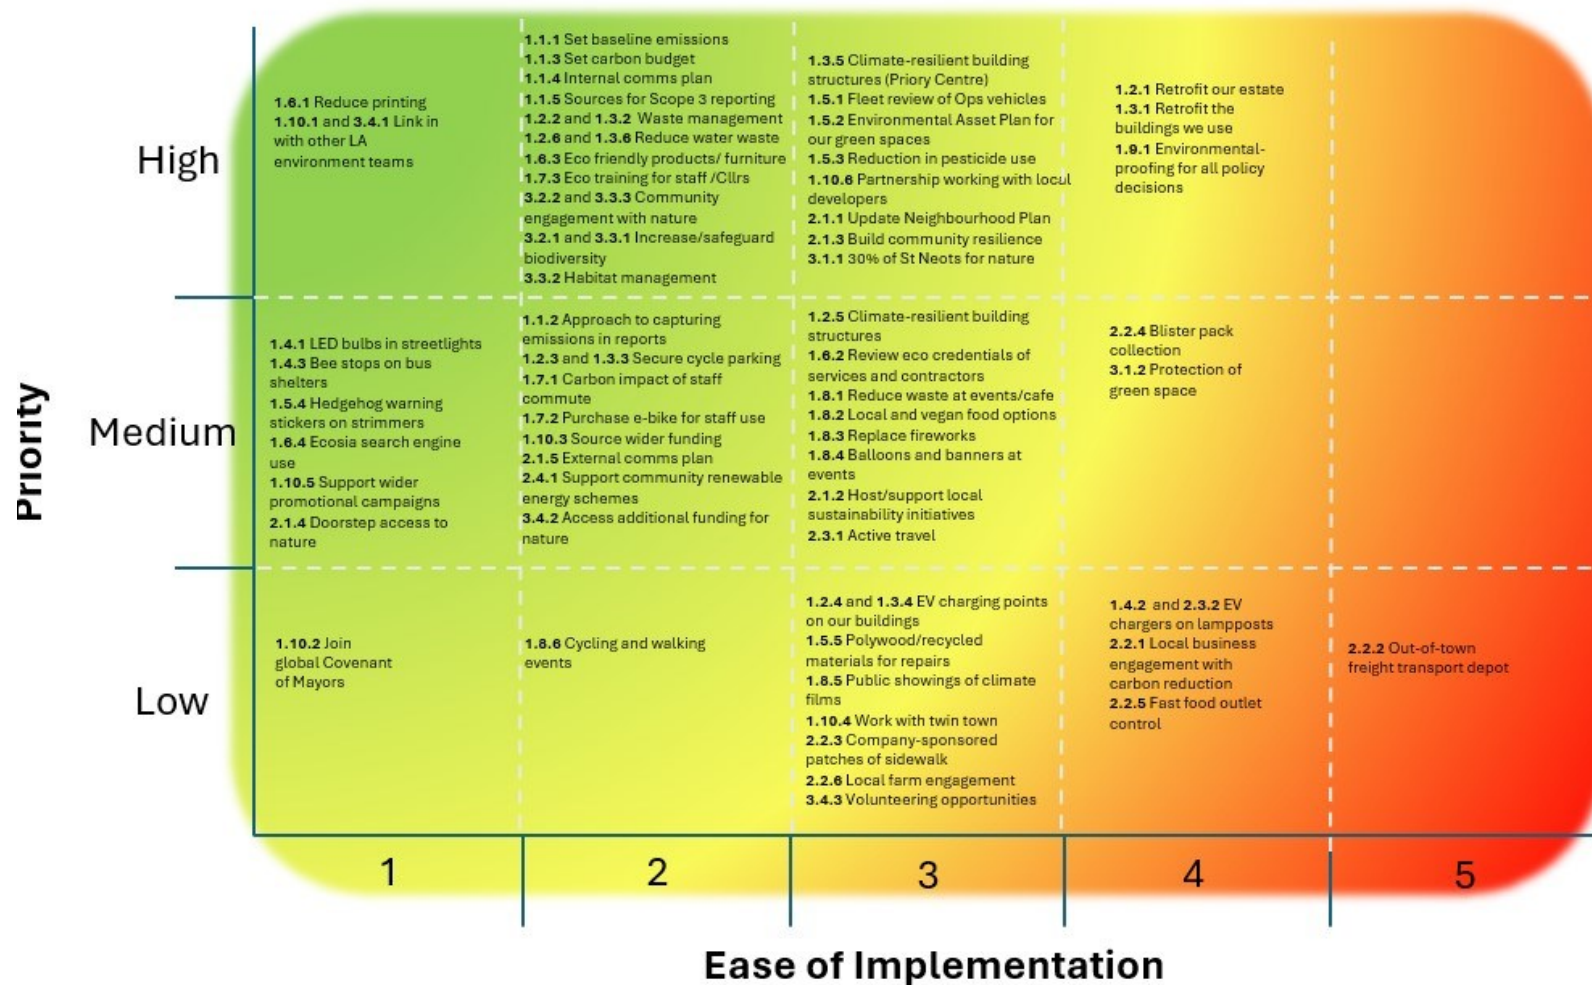 Priority
High
1.6.1 Reduce printing
1.10.1 and 3.4.1 Link in
with other LA
environment teams
1.1.1 Set baseline emissions
1.1.3 Set carbon budget
1.1.4 Internal comms plan
1.1.5 Sources for Scope 3 reporting
1.2.2 and 1.3.2 Waste management
1.2.6 and 1.3.6 Reduce water waste
1.6.3 Eco friendly products/ furniture
1.7.3 Eco training for staff /Cllrs
3.2.2 and 3.3.3 Community
engagement with nature
3.2.1 and 3.3.1 Increase/safeguard
biodiversity
3.3.2 Habitat management
1.3.5 Climate-resilient building
structures (Priory Centre)
1.5.1 Fleet review of Ops vehicles
1.5.2 Environmental Asset Plan for
our green spaces
1.5.3 Reduction in pesticide use
1.10.6 Partnership working with local
developers
2.1.1 Update Neighbourhood Plan
2.1.3 Build community resilience
3.1.1 30% of St Neots for nature
1.2.1 Retrofit our estate
1.3.1 Retrofit the
buildings we use
1.9.1 Environmental-
proofing for all policy
decisions
Medium
1.4.1 LED bulbs in streetlights
1.4.3 Bee stops on bus
shelters
1.5.4 Hedgehog warning
stickers on strimmers
1.6.4 Ecosia search engine
use
1.10.5 Support wider
promotional campaigns
2.1.4 Doorstep access to
nature
1.1.2 Approach to capturing
emissions in reports
1.2.3 and 1.3.3 Secure cycle parking
1.7.1 Carbon impact of staff
commute
1.7.2 Purchase e-bike for staff use
1.10.3 Source wider funding
2.1.5 External comms plan
2.4.1 Support community renewable
energy schemes
3.4.2 Access additional funding for
nature
1.2.5 Climate-resilient building
structures
1.6.2 Review eco credentials of
services and contractors
1.8.1 Reduce waste at events/cafe
1.8.2 Local and vegan food options
1.8.3 Replace fireworks
1.8.4 Balloons and banners at
events
2.1.2 Host/support local
sustainability initiatives
2.3.1 Active travel
2.2.4 Blister pack
collection
3.1.2 Protection of
green space
Low
1.10.2 Join
global Covenant
of Mayors
1.8.6 Cycling and walking
events
1.2.4 and 1.3.4 EV charging points
on our buildings
1.5.5 Polywood/recycled
materials for repairs
1.8.5 Public showings of climate
films
1.10.4 Work with twin town
2.2.3 Company-sponsored
patches of sidewalk
2.2.6 Local farm engagement
3.4.3 Volunteering opportunities
1.4.2 and 2.3.2 EV
chargers on lampposts
2.2.1 Local business
engagement with
carbon reduction
2.2.5 Fast food outlet
control
2.2.2 Out-of-town
freight transport depot
1 2 3 4 5
Ease of Implementation